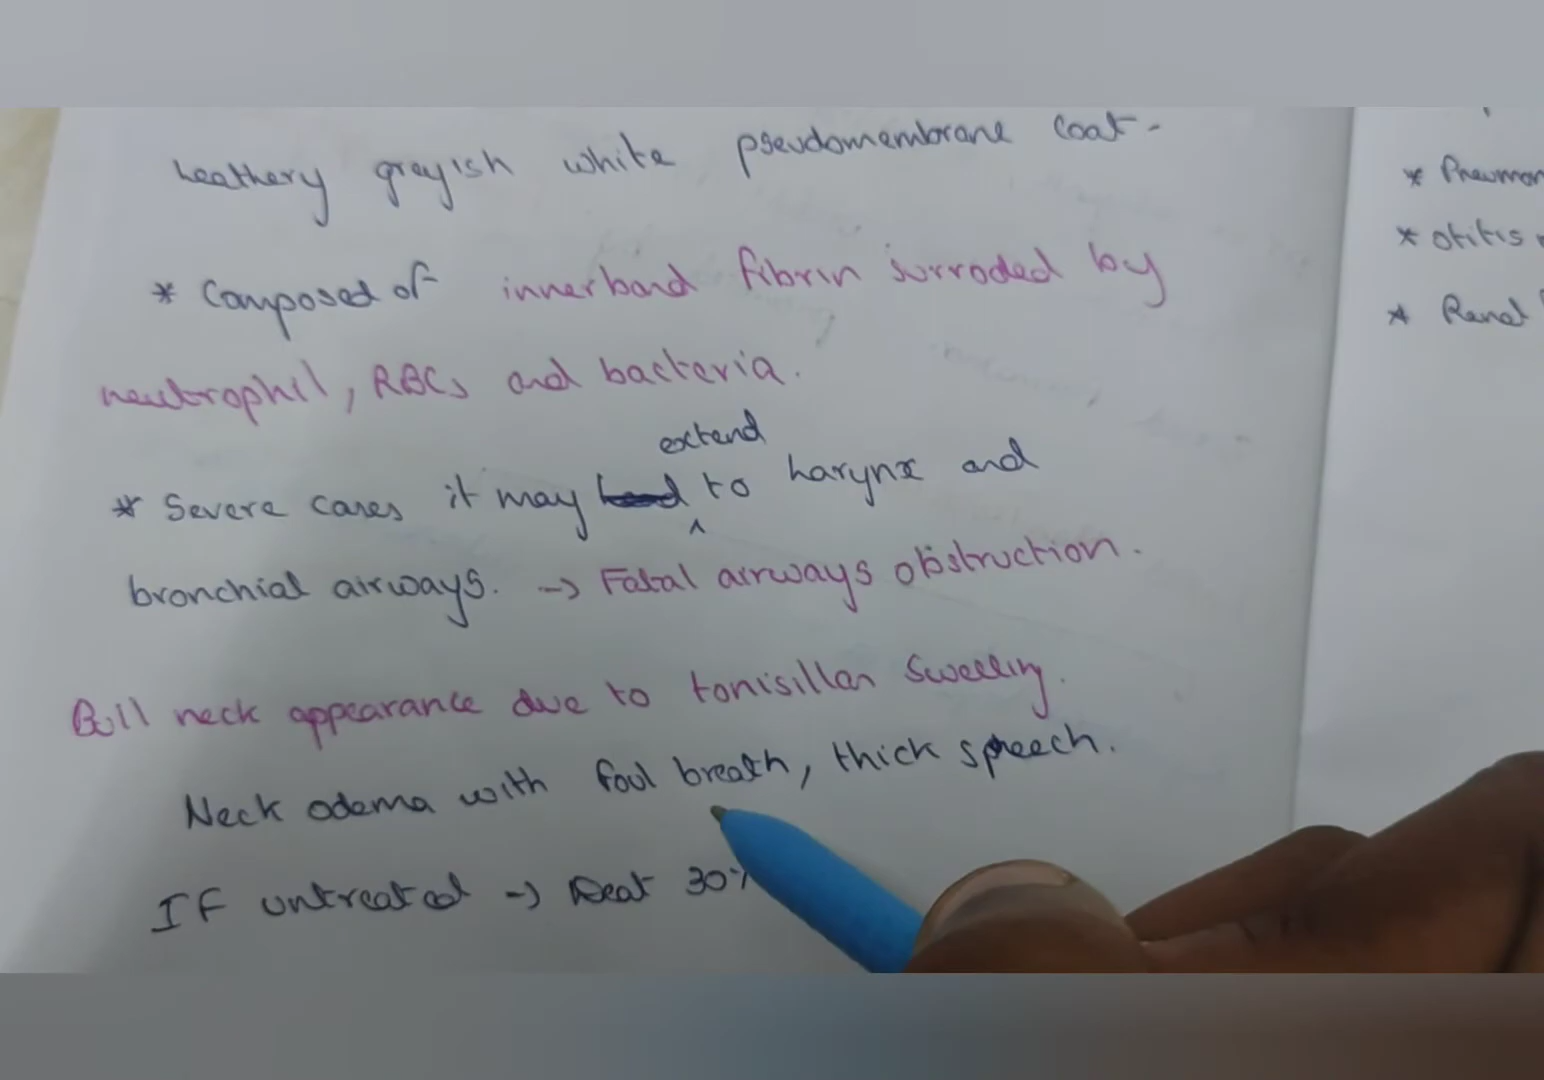 Leathery greyish white pseudomembrane coat-
* Composed of innerband fibrin surroded by
neutrophil, RBCs and bacteria.
extend
* Severe cases it may to larynx and
bronchial airways. -> Fatal airways obstruction.
Bull neck appearance due to tonisillar swelling.
Neck odema with foul breath, thick speech.
IF untreated -> Deat 30%
* Pneumon
* otitis
* Renal